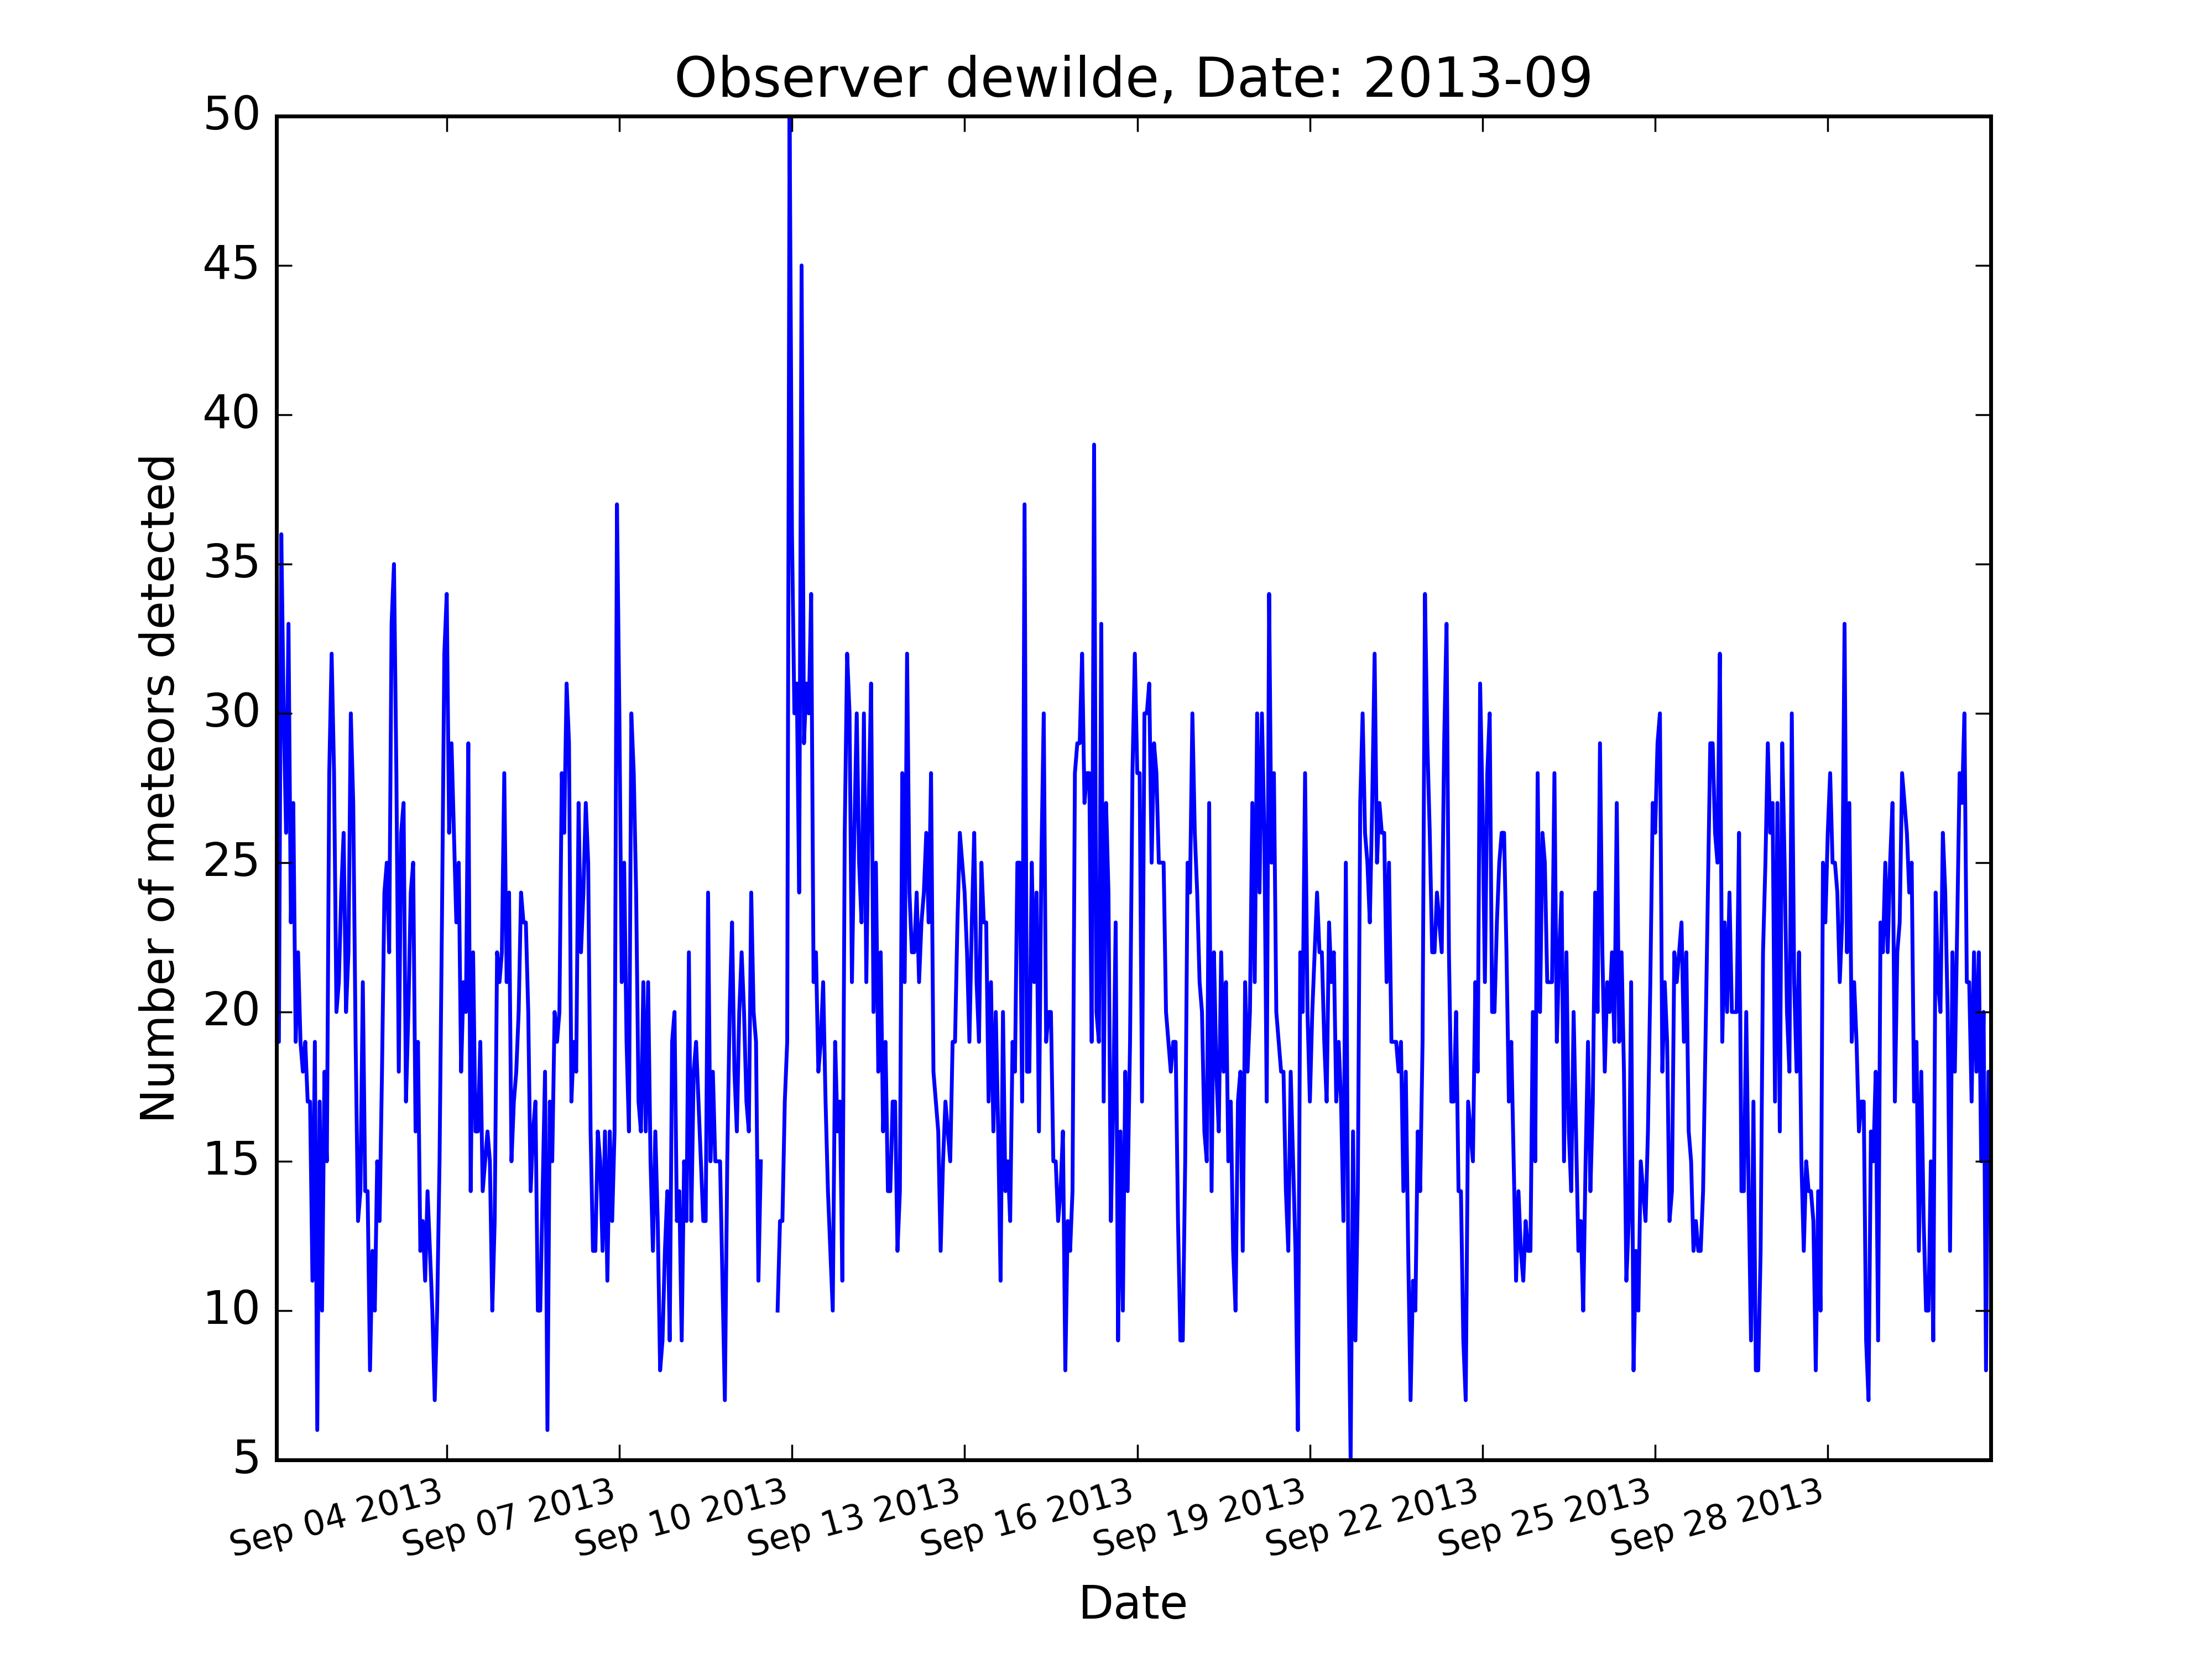 Observer dewilde, Date: 2013-09
50
45
40
35
30
25
20
15
10
5
Number of meteors detected
Sep 04 2013
Sep 07 2013
Sep 10 2013
Sep 13 2013
Sep 16 2013
Sep 19 2013
Sep 22 2013
Sep 25 2013
Sep 28 2013
Date